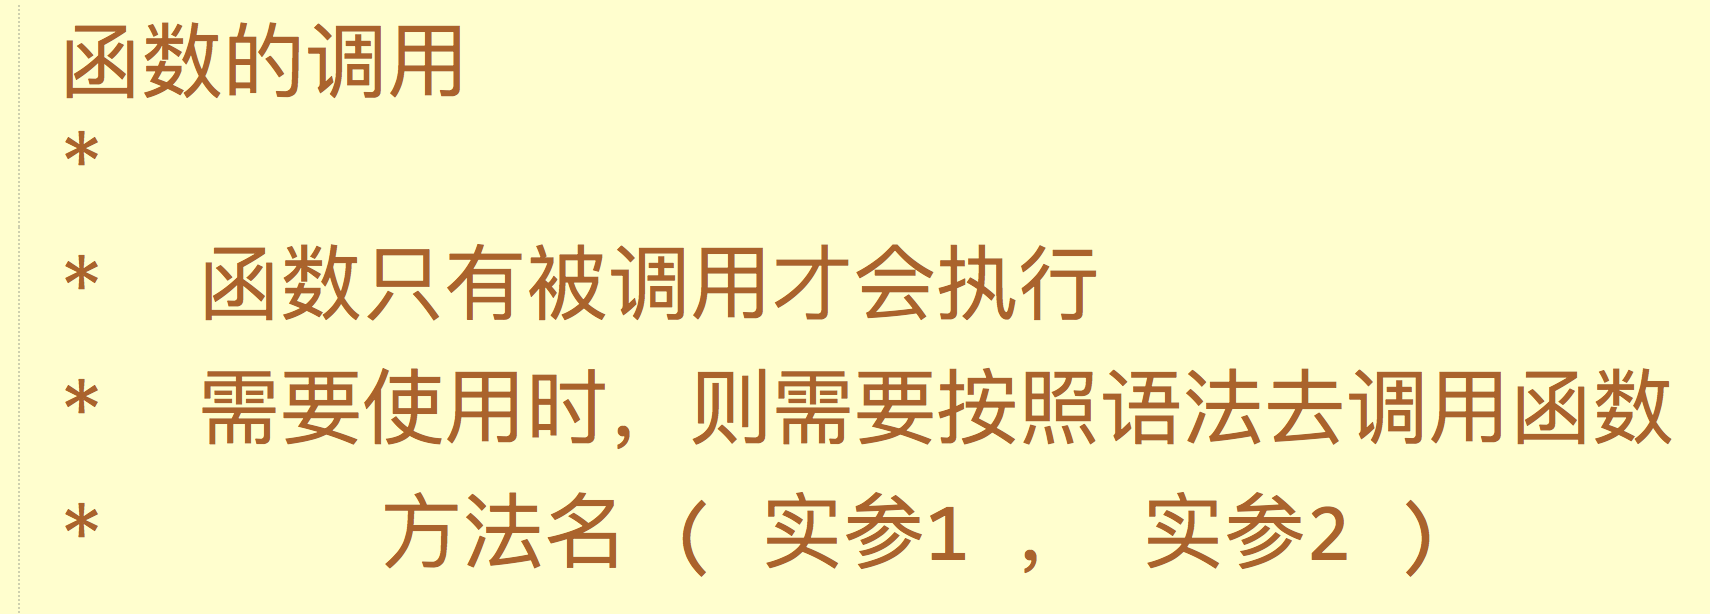 函数的调用
*
*  函数只有被调用才会执行
*  需要使用时，则需要按照语法去调用函数
*    方法名 ( 实参1 ,  实参2 )